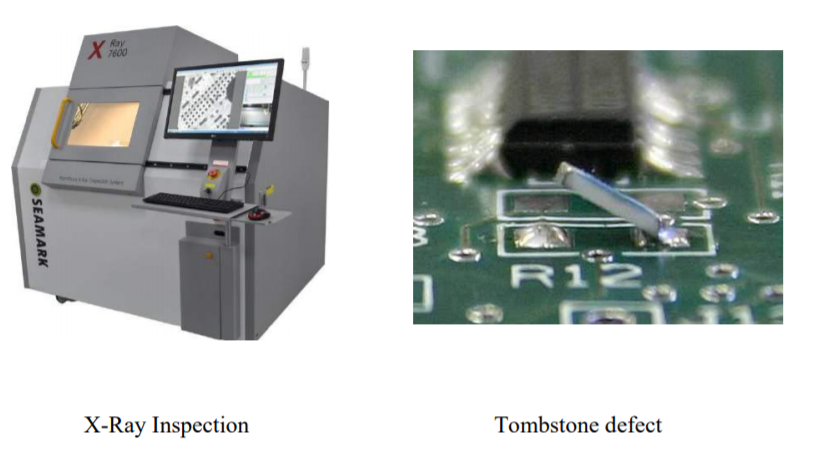 X Ray
7600
SEAMARK
R12
X-Ray Inspection
Tombstone defect